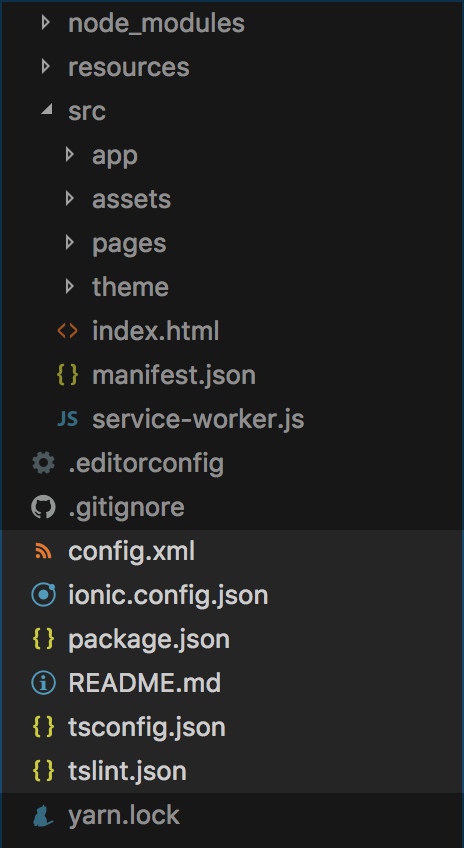 node_modules
resources
src
app
assets
pages
theme
<> index.html
{} manifest.json
JS service-worker.js
.editorconfig
.gitignore
config.xml
ionic.config.json
{} package.json
README.md
{} tsconfig.json
{} tslint.json
yarn.lock